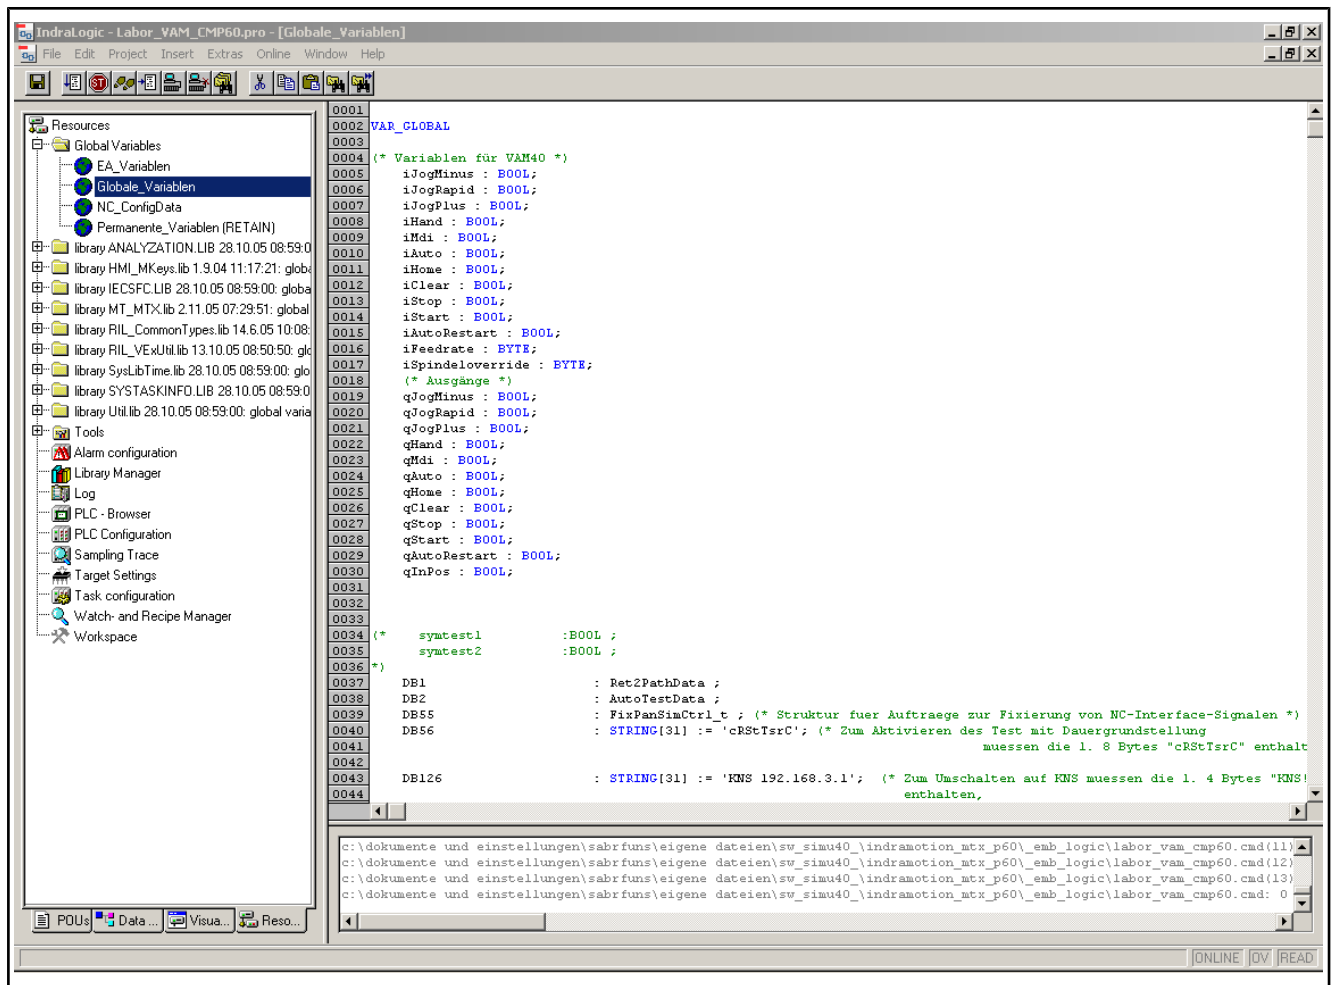 IndraLogic - Labor_VAM_CMP60.pro - [Globale_Variablen]
File Edit Project Insert Extras Online Window Help
Resources
Global Variables
EA_Variablen
Globale_Variablen
NC_ConfigData
Permanente_Variablen (RETAIN)
library ANALYZATION.LIB 28.10.05 08:59:0
library HMI_MKeys.lib 1.9.04 11:17:21: globa
library IECSFC.LIB 28.10.05 08:59:00: globa
library MT_MTX.lib 2.11.05 07:29:51: global
library RIL_CommonTypes.lib 14.6.05 10:08:
library RIL_VExUtil.lib 13.10.05 08:50:50: glo
library SysLibTime.lib 28.10.05 08:59:00: glo
library SYSTASKINFO.LIB 28.10.05 08:59:0
library Util.lib 28.10.05 08:59:00: global varia
Tools
Alarm configuration
Library Manager
Log
PLC - Browser
PLC Configuration
Sampling Trace
Target Settings
Task configuration
Watch- and Recipe Manager
Workspace
POUs Data ... Visua... Reso...
0001
0002 VAR_GLOBAL
0003
0004 (* Variablen für VAM40 *)
0005 iJogMinus : BOOL;
0006 iJogRapid : BOOL;
0007 iJogPlus : BOOL;
0008 iHand : BOOL;
0009 iMdi : BOOL;
0010 iAuto : BOOL;
0011 iHome : BOOL;
0012 iClear : BOOL;
0013 iStop : BOOL;
0014 iStart : BOOL;
0015 iAutoRestart : BOOL;
0016 iFeedrate : BYTE;
0017 iSpindeloverride : BYTE;
0018 (* Ausgänge *)
0019 qJogMinus : BOOL;
0020 qJogRapid : BOOL;
0021 qJogPlus : BOOL;
0022 qHand : BOOL;
0023 qMdi : BOOL;
0024 qAuto : BOOL;
0025 qHome : BOOL;
0026 qClear : BOOL;
0027 qStop : BOOL;
0028 qStart : BOOL;
0029 qAutoRestart : BOOL;
0030 qInPos : BOOL;
0031
0032
0033
0034 (* symtest1 :BOOL ;
0035 symtest2 :BOOL ;
0036 *)
0037 DB1 : Ret2PathData ;
0038 DB2 : AutoTestData ;
0039 DB55 : FixPanSimCtrl_t ; (* Struktur fuer Auftraege zur Fixierung von NC-Interface-Signalen *)
0040 DB56 : STRING[31] := 'cRStTsrC'; (* Zum Aktivieren des Test mit Dauergrundstellung
0041 muessen die 1. 8 Bytes "cRStTsrC" enthalt
0042
0043 DB126 : STRING[31] := 'KNS 192.168.3.1'; (* Zum Umschalten auf KNS muessen die 1. 4 Bytes "KNS!
0044 enthalten,
c:\dokumente und einstellungen\sabrfuns\eigene dateien\sw_simu40_\indramotion_mtx_p60\_emb_logic\labor_vam_cmp60.cmd(11)
c:\dokumente und einstellungen\sabrfuns\eigene dateien\sw_simu40_\indramotion_mtx_p60\_emb_logic\labor_vam_cmp60.cmd(12)
c:\dokumente und einstellungen\sabrfuns\eigene dateien\sw_simu40_\indramotion_mtx_p60\_emb_logic\labor_vam_cmp60.cmd(13)
c:\dokumente und einstellungen\sabrfuns\eigene dateien\sw_simu40_\indramotion_mtx_p60\_emb_logic\labor_vam_cmp60.cmd: 0
ONLINE OV READ